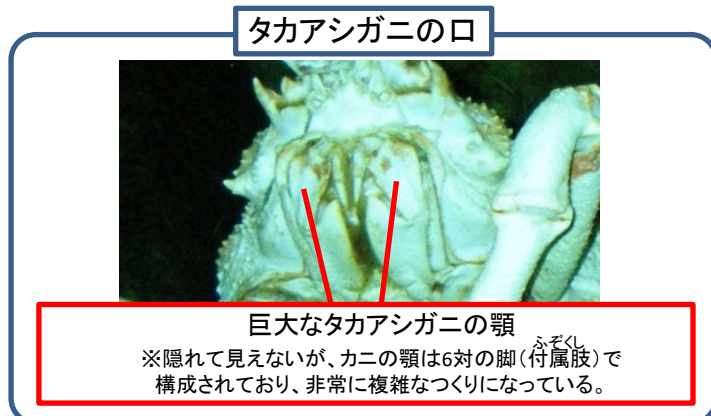 タカアシガニの口
巨大なタカアシガニの顎
ふぞくし
※隠れて見えないが、カニの顎は6対の脚(付属肢)で
構成されており、非常に複雑なつくりになっている。